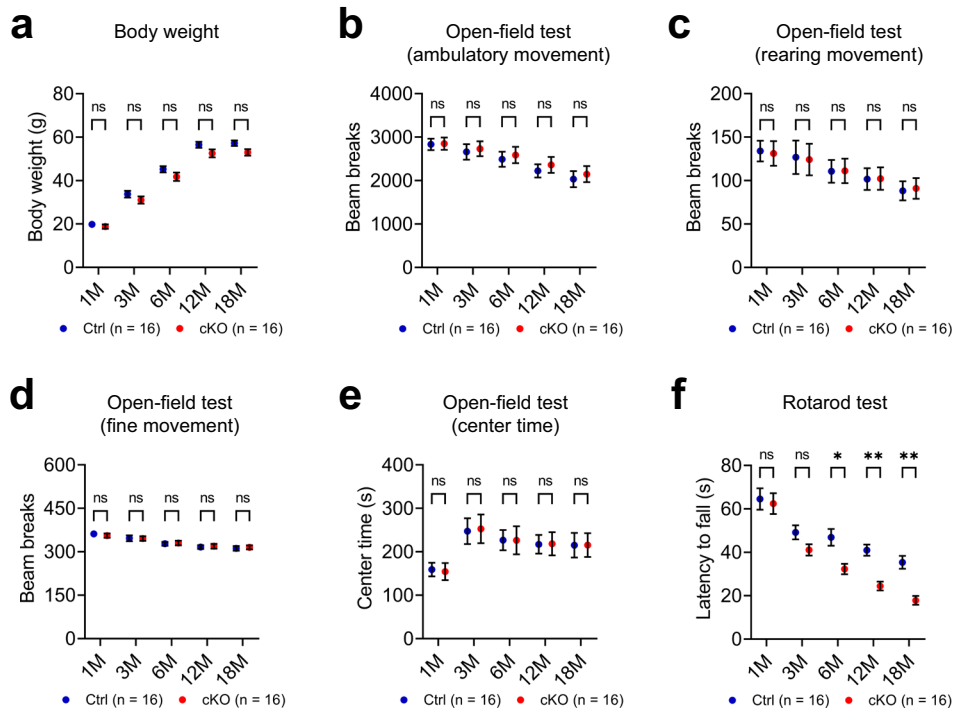 a
Body weight
Body weight (g)
80
60
40
20
0
ns
ns
ns
ns
ns
1M
3M
6M
12M
18M
Ctrl (n = 16)
cKO (n = 16)
b
Open-field test
(ambulatory movement)
Beam breaks
4000
3000
2000
1000
0
ns
ns
ns
ns
ns
1M
3M
6M
12M
18M
Ctrl (n = 16)
cKO (n = 16)
c
Open-field test
(rearing movement)
Beam breaks
200
150
100
50
0
ns
ns
ns
ns
ns
1M
3M
6M
12M
18M
Ctrl (n = 16)
cKO (n = 16)
d
Open-field test
(fine movement)
Beam breaks
600
450
300
150
0
ns
ns
ns
ns
ns
1M
3M
6M
12M
18M
Ctrl (n = 16)
cKO (n = 16)
e
Open-field test
(center time)
Center time (s)
400
300
200
100
0
ns
ns
ns
ns
ns
1M
3M
6M
12M
18M
Ctrl (n = 16)
cKO (n = 16)
f
Rotarod test
Latency to fall (s)
80
60
40
20
0
ns
ns
*
**
**
1M
3M
6M
12M
18M
Ctrl (n = 16)
cKO (n = 16)